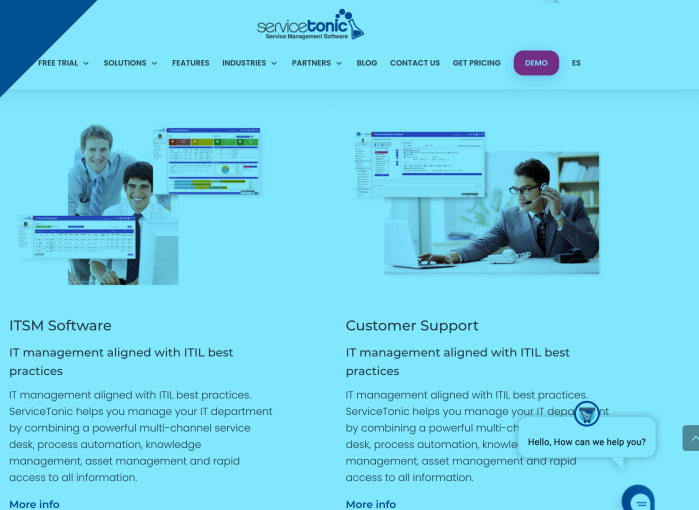 servicetonic
Service Management Software
FREE TRIAL
SOLUTIONS
FEATURES
INDUSTRIES
PARTNERS
BLOG
CONTACT US
GET PRICING
DEMO
ES
ITSM Software
IT management aligned with ITIL best
practices
IT management aligned with ITIL best practices.
ServiceTonic helps you manage your IT department
by combining a powerful multi-channel service
desk, process automation, knowledge
management, asset management and rapid
access to all information.
More info
Customer Support
IT management aligned with ITIL best
practices
IT management aligned with ITIL best practices.
ServiceTonic helps you manage your IT depa nt
by combining a powerful multi-ch
desk, process automation, knowle
management, asset management and rapid
access to all information.
More info
Hello, How can we help you?